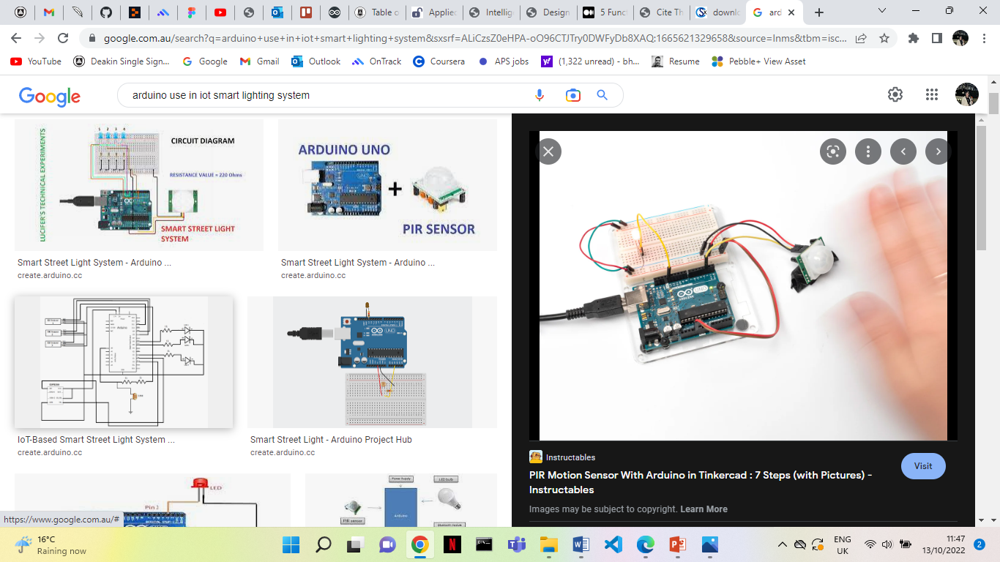 Table o
Applied
Intellig
Design
5 Funct
Cite Th
downlo
ard
google.com.au/search?q=arduino+use+in+iot+smart+lighting+system&sxsrf=ALiCzsZ0eHPA-oO96CTJTry0DWFyDb8XAQ:1665621329658&source=lnms&tbm=isc...
YouTube
Deakin Single Sign...
Google
Gmail
Outlook
OnTrack
Coursera
APS jobs
(1,322 unread) - bh...
Resume
Pebble+ View Asset
Google
arduino use in iot smart lighting system
LUCIFER'S TECHNICAL EXPERIMENTS
1 2 3 4
CIRCUIT DIAGRAM
RESISTANCE VALUE = 220 Ohms
SMART STREET LIGHT
SYSTEM
ARDUINO UNO
+
PIR SENSOR
Smart Street Light System - Arduino ...
create.arduino.cc
Smart Street Light System - Arduino ...
create.arduino.cc
Arduino
UNO
ARDUINO
IoT-Based Smart Street Light System ...
create.arduino.cc
Smart Street Light - Arduino Project Hub
create.arduino.cc
LED
Pin 2
Power Supply
LED bulb
PIR sensor
Arduino
Bluetooth module
UNO
ARDUINO
Instructables
PIR Motion Sensor With Arduino in Tinkercad : 7 Steps (with Pictures) -
Instructables
Visit
Images may be subject to copyright. Learn More
https://www.google.com.au/#
16°C
Raining now
ENG
UK
11:47
13/10/2022
2